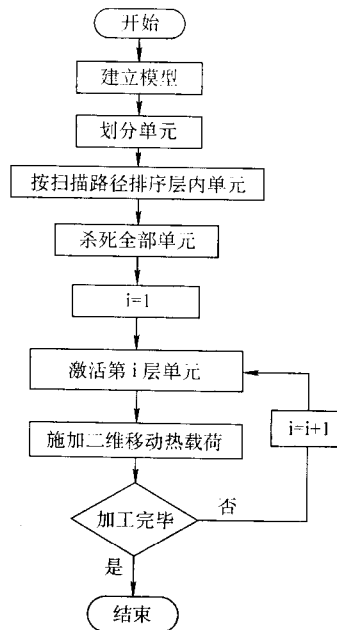 开始
建立模型
划分单元
按扫描路径排序层内单元
杀死全部单元
i=1
激活第 i 层单元
施加二维移动热载荷
i=i+1
加工完毕
否
是
结束